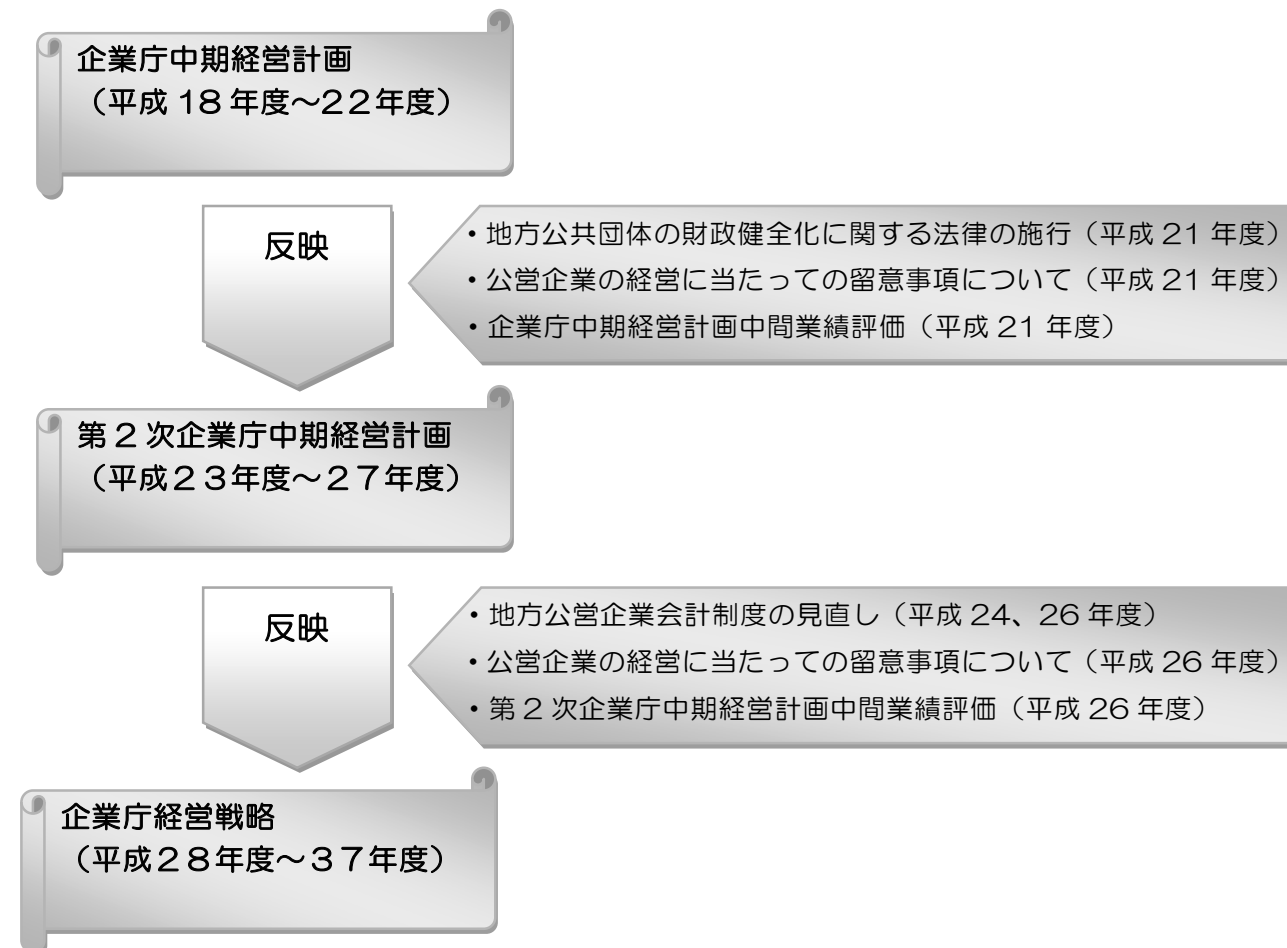 企業庁中期経営計画
（平成 18 年度～２２年度）
反映
・地方公共団体の財政健全化に関する法律の施行（平成 21 年度）
・公営企業の経営に当たっての留意事項について（平成 21 年度）
・企業庁中期経営計画中間業績評価（平成 21 年度）
第 2 次企業庁中期経営計画
（平成２３年度～２７年度）
反映
・地方公営企業会計制度の見直し（平成 24、26 年度）
・公営企業の経営に当たっての留意事項について（平成 26 年度）
・第 2 次企業庁中期経営計画中間業績評価（平成 26 年度）
企業庁経営戦略
（平成２８年度～３７年度）